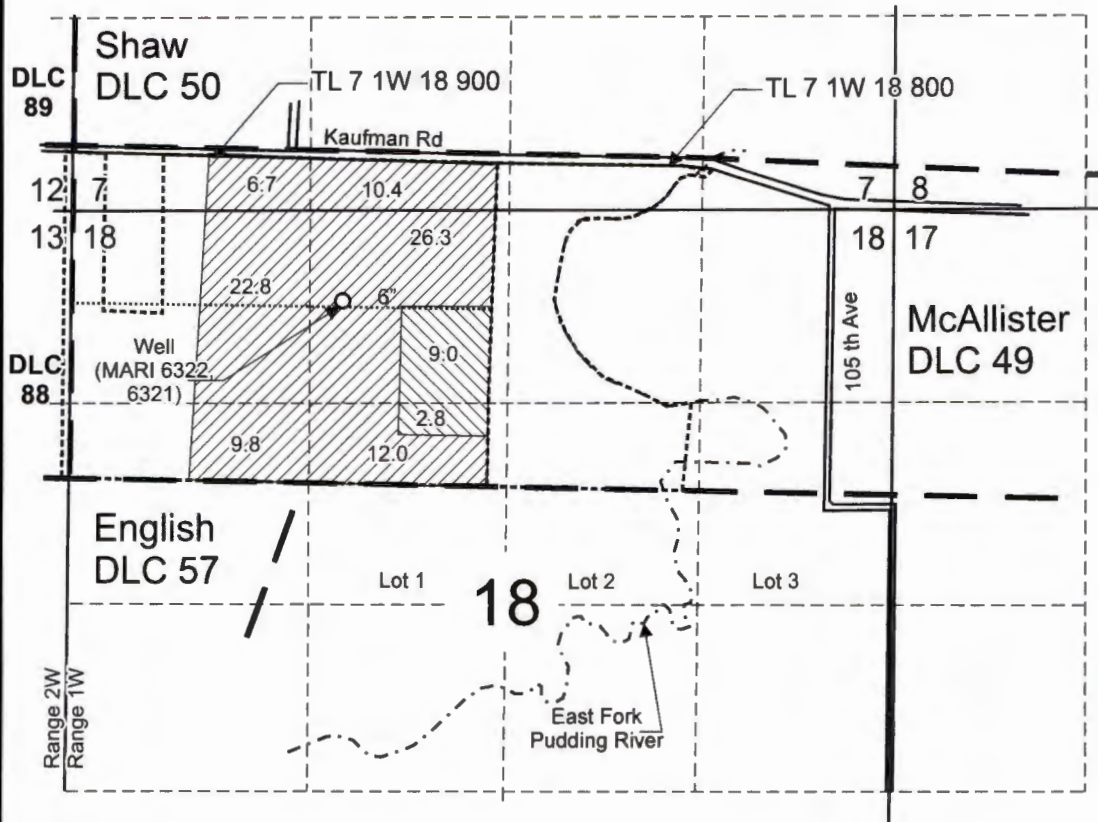 Shaw
DLC 50
DLC
89
TL 7 1W 18 900
TL 7 1W 18 800
Kaufman Rd
12
7
6.7
10.4
7
8
13
18
26.3
18
17
22.8
6"
Well
(MARI 6322,
6321)
9.0
105 th Ave
McAllister
DLC 49
DLC
88
2.8
9.8
12.0
English
DLC 57
Lot 1
18
Lot 2
Lot 3
Range 2W
Range 1W
East Fork
Pudding River